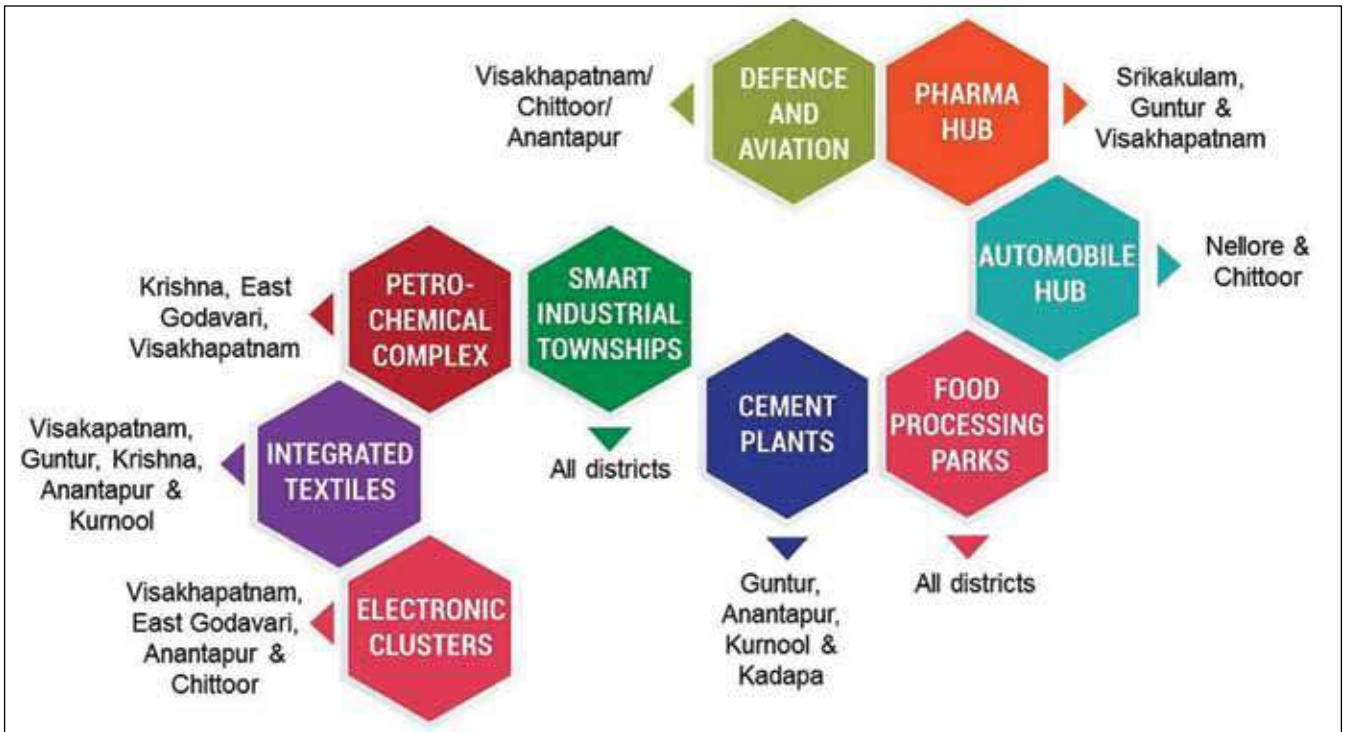 Visakhapatnam/
Chittoor/
Anantapur
DEFENCE
AND
AVIATION
PHARMA
HUB
Srikakulam,
Guntur &
Visakhapatnam
AUTOMOBILE
HUB
Nellore &
Chittoor
Krishna, East
Godavari,
Visakhapatnam
PETRO-
CHEMICAL
COMPLEX
SMART
INDUSTRIAL
TOWNSHIPS
All districts
CEMENT
PLANTS
Guntur,
Anantapur,
Kurnool &
Kadapa
FOOD
PROCESSING
PARKS
All districts
Visakapatnam,
Guntur, Krishna,
Anantapur &
Kurnool
INTEGRATED
TEXTILES
Visakhapatnam,
East Godavari,
Anantapur &
Chittoor
ELECTRONIC
CLUSTERS